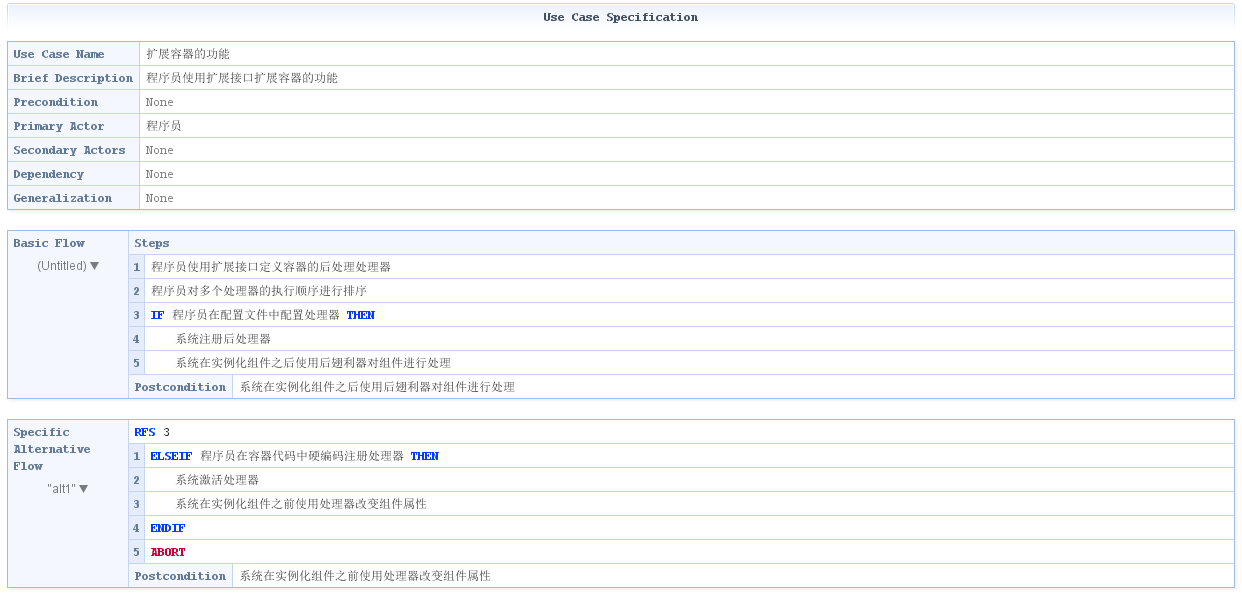 Use Case Specification
Use Case Name 扩展容器的功能
Brief Description 程序员使用扩展接口扩展容器的功能
Precondition None
Primary Actor 程序员
Secondary Actors None
Dependency None
Generalization None
Basic Flow Steps
(Untitled) ▼
1 程序员使用扩展接口定义容器的后处理处理器
2 程序员对多个处理器的执行顺序进行排序
3 IF 程序员在配置文件中配置处理器 THEN
4 系统注册后处理器
5 系统在实例化组件之后使用后翅利器对组件进行处理
Postcondition 系统在实例化组件之后使用后翅利器对组件进行处理
Specific Alternative Flow RFS 3
"alt1" ▼
1 ELSEIF 程序员在容器代码中硬编码注册处理器 THEN
2 系统激活处理器
3 系统在实例化组件之前使用处理器改变组件属性
4 ENDIF
5 ABORT
Postcondition 系统在实例化组件之前使用处理器改变组件属性